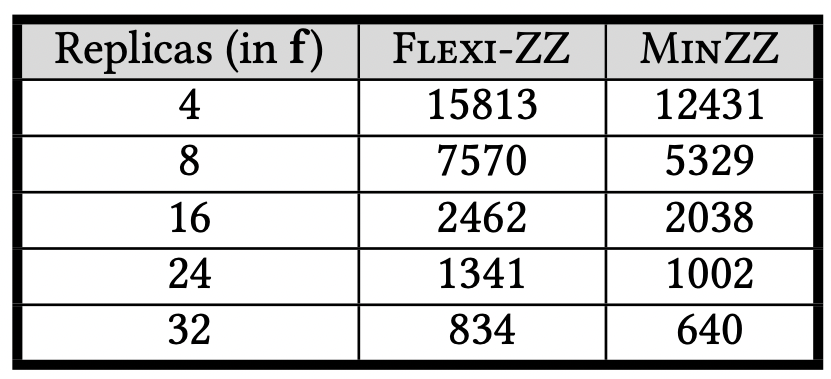 Replicas (in f) FLEXI-ZZ MINZZ
4 15813 12431
8 7570 5329
16 2462 2038
24 1341 1002
32 834 640